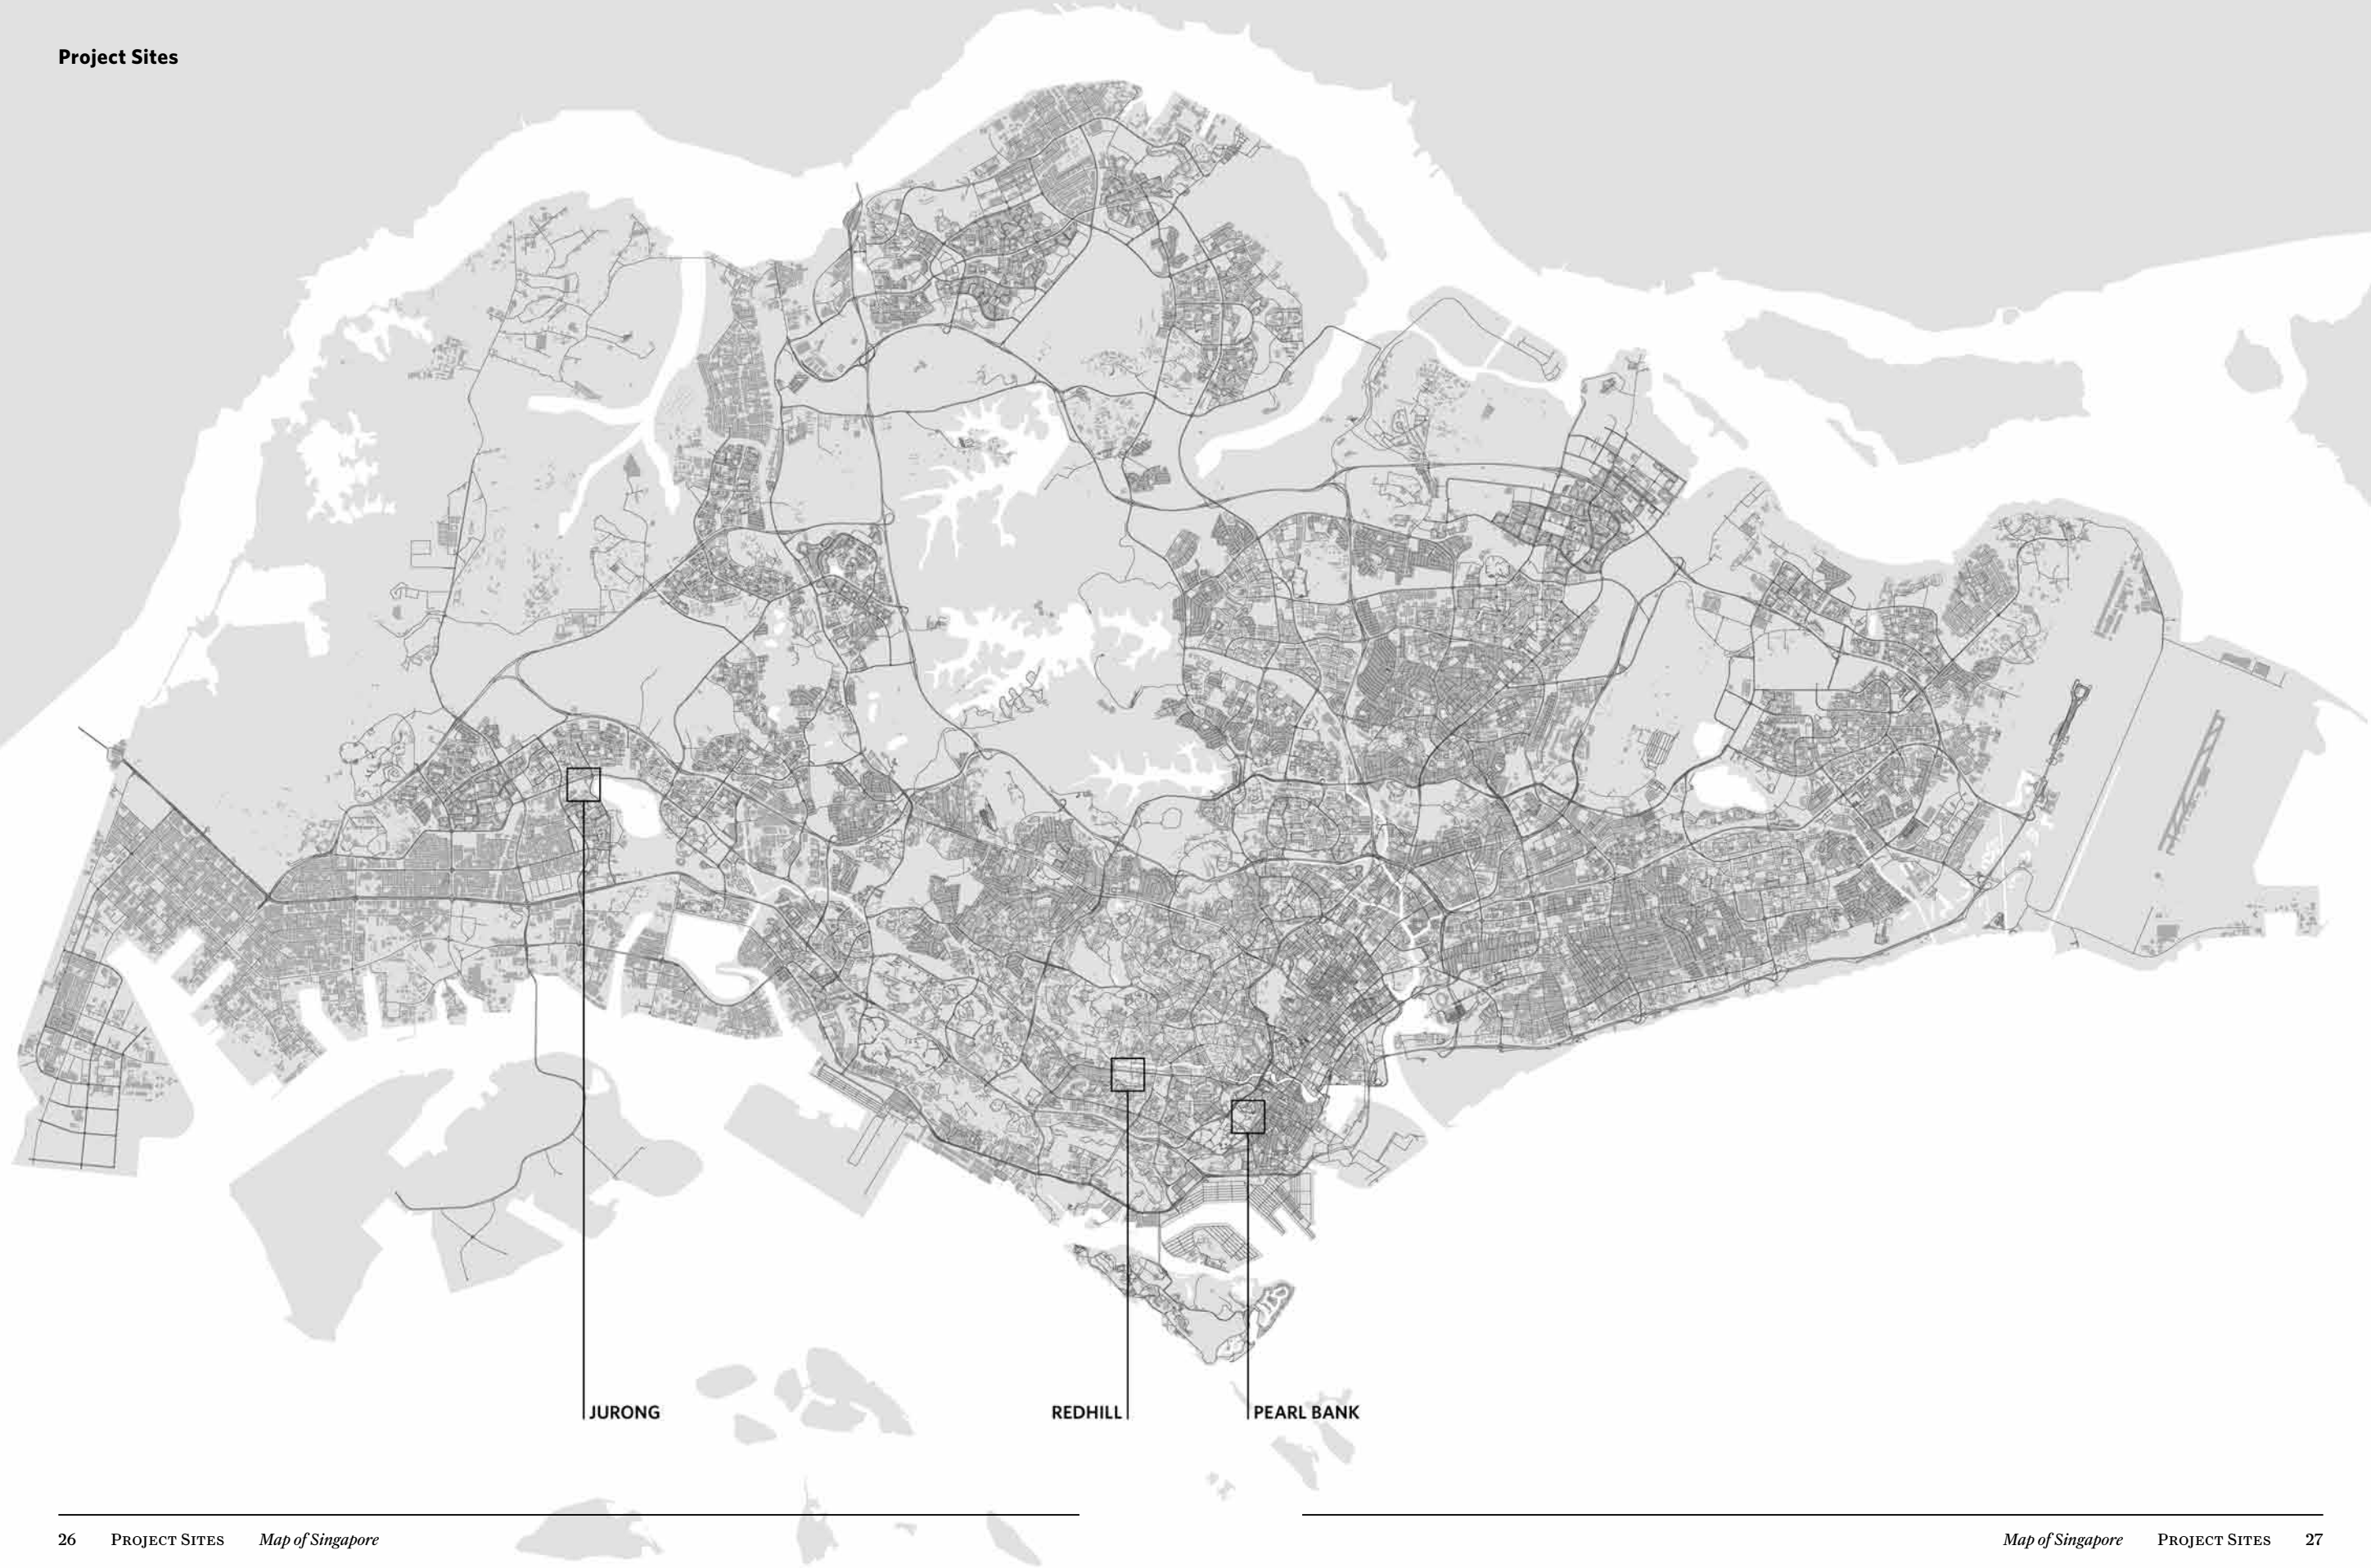 Project Sites
JURONG
REDHILL
PEARL BANK
26 PROJECT SITES Map of Singapore
Map of Singapore PROJECT SITES 27